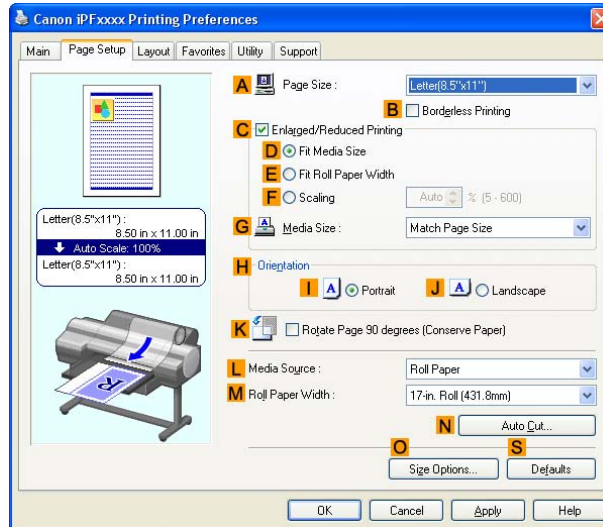 Canon iPFxxxx Printing Preferences
Main Page Setup Layout Favorites Utility Support
A Page Size : Letter(8.5"x11")
B Borderless Printing
C Enlarged/Reduced Printing
D Fit Media Size
E Fit Roll Paper Width
F Scaling Auto % (5 - 600)
G Media Size : Match Page Size
Letter(8.5"x11") :
8.50 in x 11.00 in
Auto Scale: 100%
Letter(8.5"x11") :
8.50 in x 11.00 in
H Orientation
I A Portrait J A Landscape
K Rotate Page 90 degrees (Conserve Paper)
R
L Media Source : Roll Paper
M Roll Paper Width : 17-in. Roll (431.8mm)
N Auto Cut...
O S
Size Options... Defaults
OK Cancel Apply Help